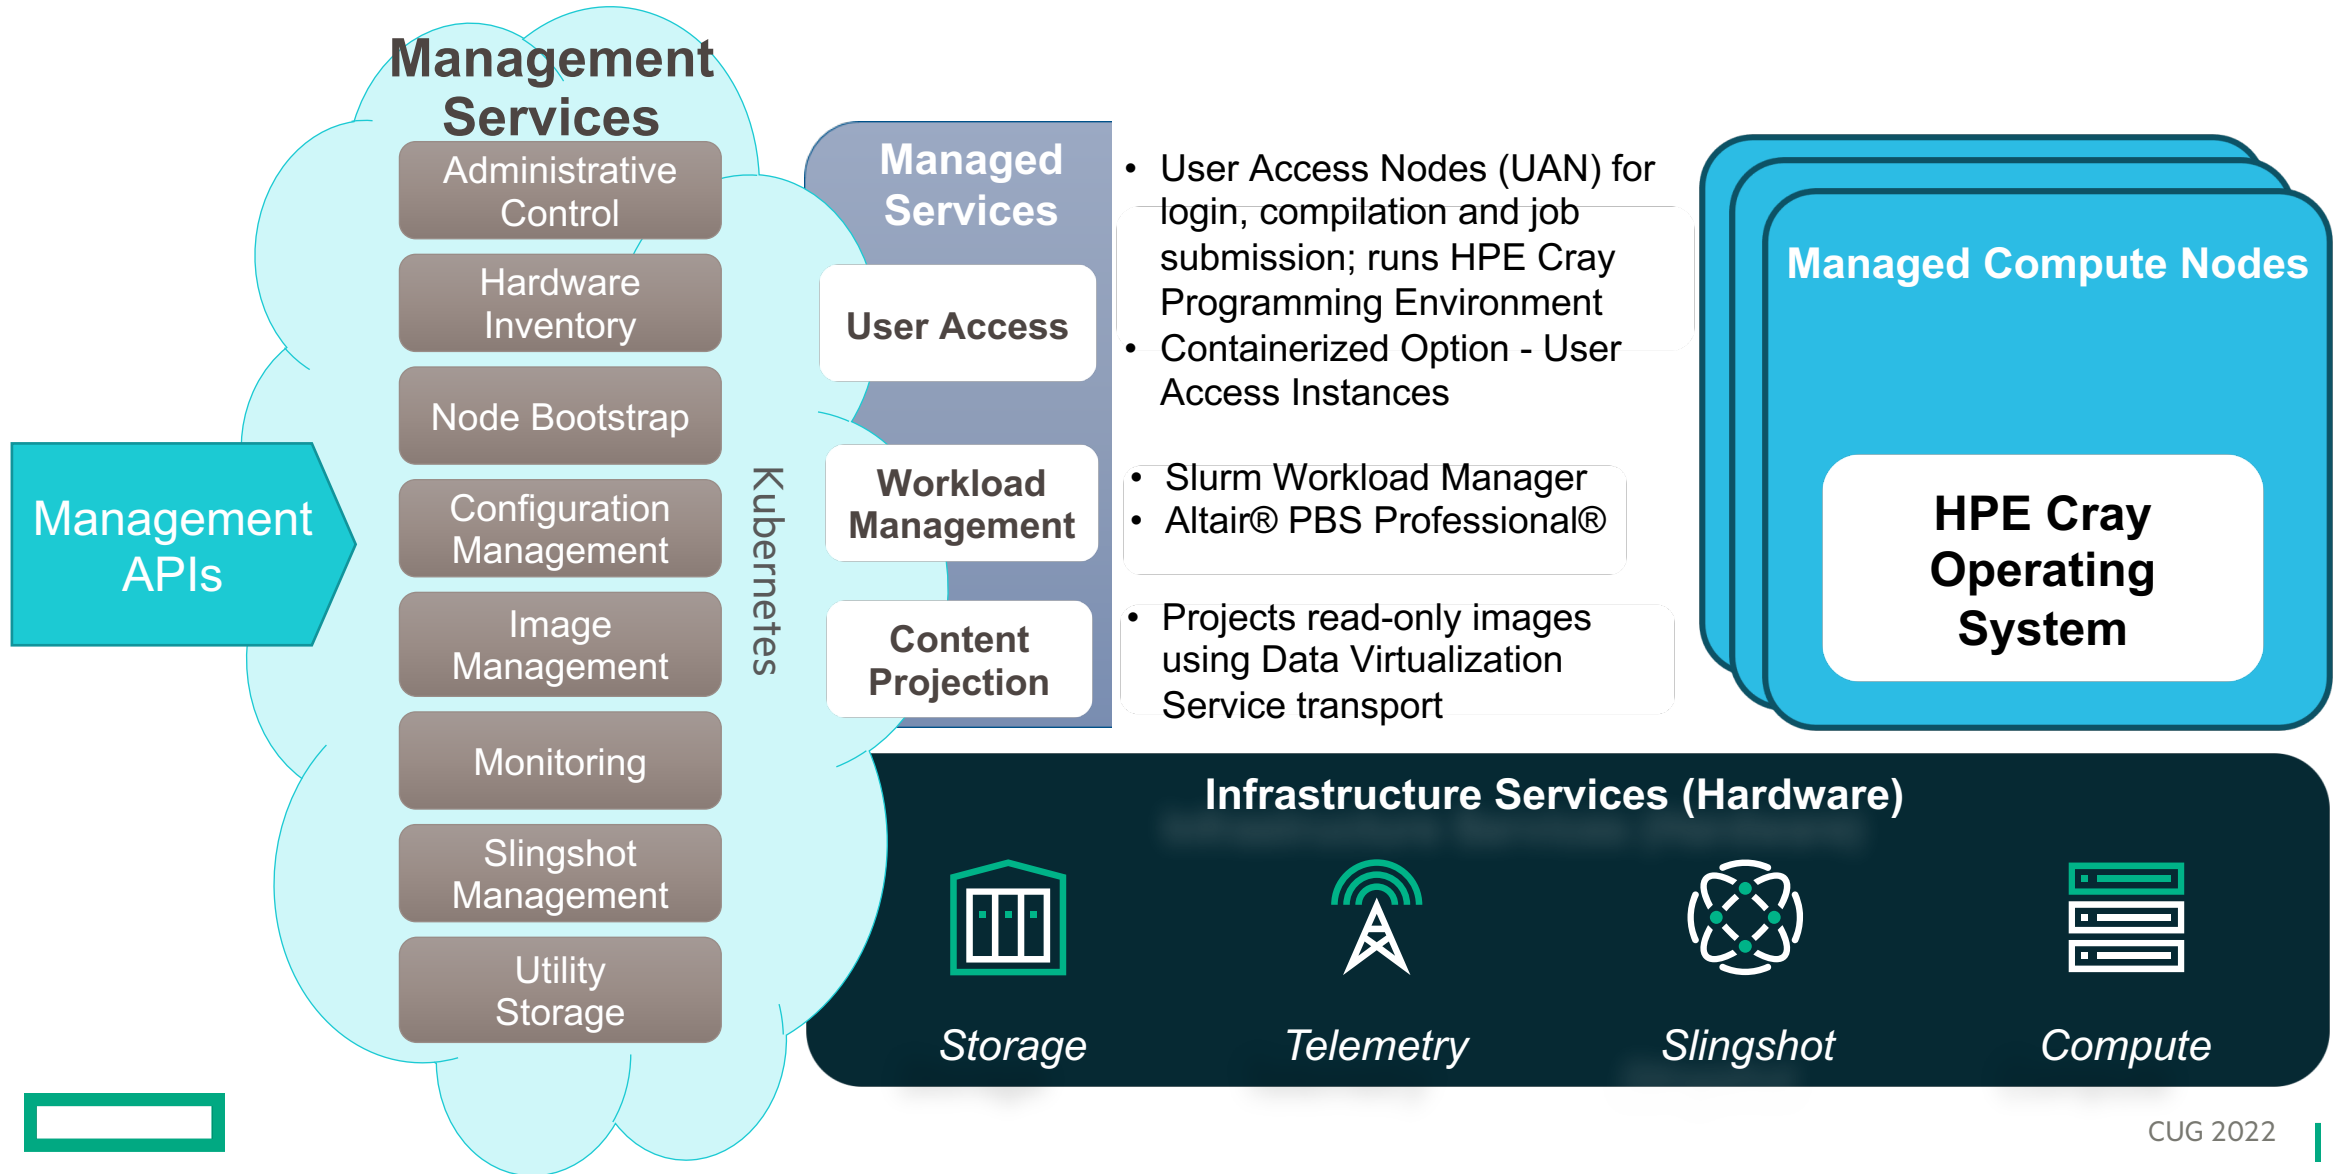 Management
Services
Administrative
Control
Hardware
Inventory
Node Bootstrap
Configuration
Management
Image
Management
Monitoring
Slingshot
Management
Utility
Storage
Kubernetes
Management
APIs
Managed
Services
User Access
Workload
Management
Content
Projection
• User Access Nodes (UAN) for
login, compilation and job
submission; runs HPE Cray
Programming Environment
• Containerized Option - User
Access Instances
• Slurm Workload Manager
• Altair® PBS Professional®
• Projects read-only images
using Data Virtualization
Service transport
Managed Compute Nodes
HPE Cray
Operating
System
Infrastructure Services (Hardware)
Storage
Telemetry
Slingshot
Compute
CUG 2022